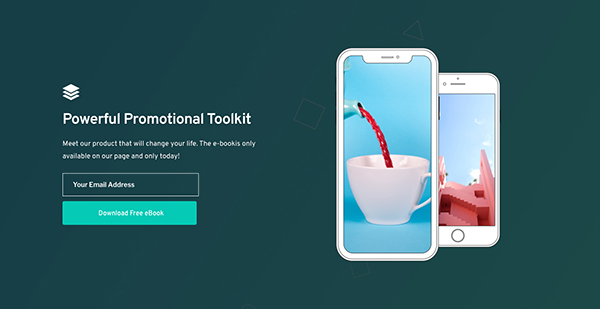 Powerful Promotional Toolkit
Meet our product that will change your life. The e-bookis only
available on our page and only today!
Your Email Address
Download Free eBook